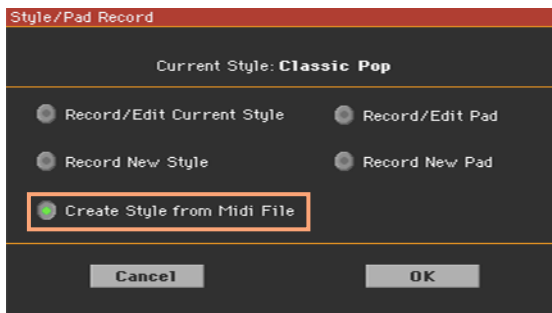 Style/Pad Record
Current Style: Classic Pop
Record/Edit Current Style
Record/Edit Pad
Record New Style
Record New Pad
Create Style from Midi File
Cancel
OK